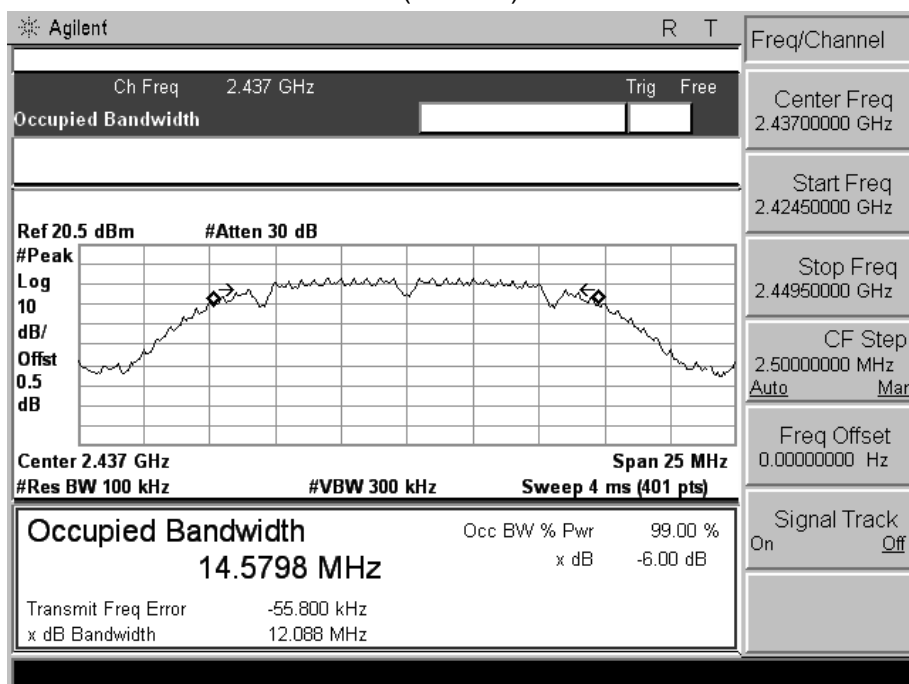 Agilent R T
Ch Freq 2.437 GHz Trig Free
Occupied Bandwidth
Ref 20.5 dBm #Atten 30 dB
#Peak
Log
10
dB/
Offst
0.5
dB
Center 2.437 GHz Span 25 MHz
#Res BW 100 kHz #VBW 300 kHz Sweep 4 ms (401 pts)
Occupied Bandwidth
14.5798 MHz
Occ BW % Pwr 99.00 %
x dB -6.00 dB
Transmit Freq Error -55.800 kHz
x dB Bandwidth 12.088 MHz
Freq/Channel
Center Freq
2.43700000 GHz
Start Freq
2.42450000 GHz
Stop Freq
2.44950000 GHz
CF Step
2.50000000 MHz
Auto Mar
Freq Offset
0.00000000 Hz
Signal Track
On Off